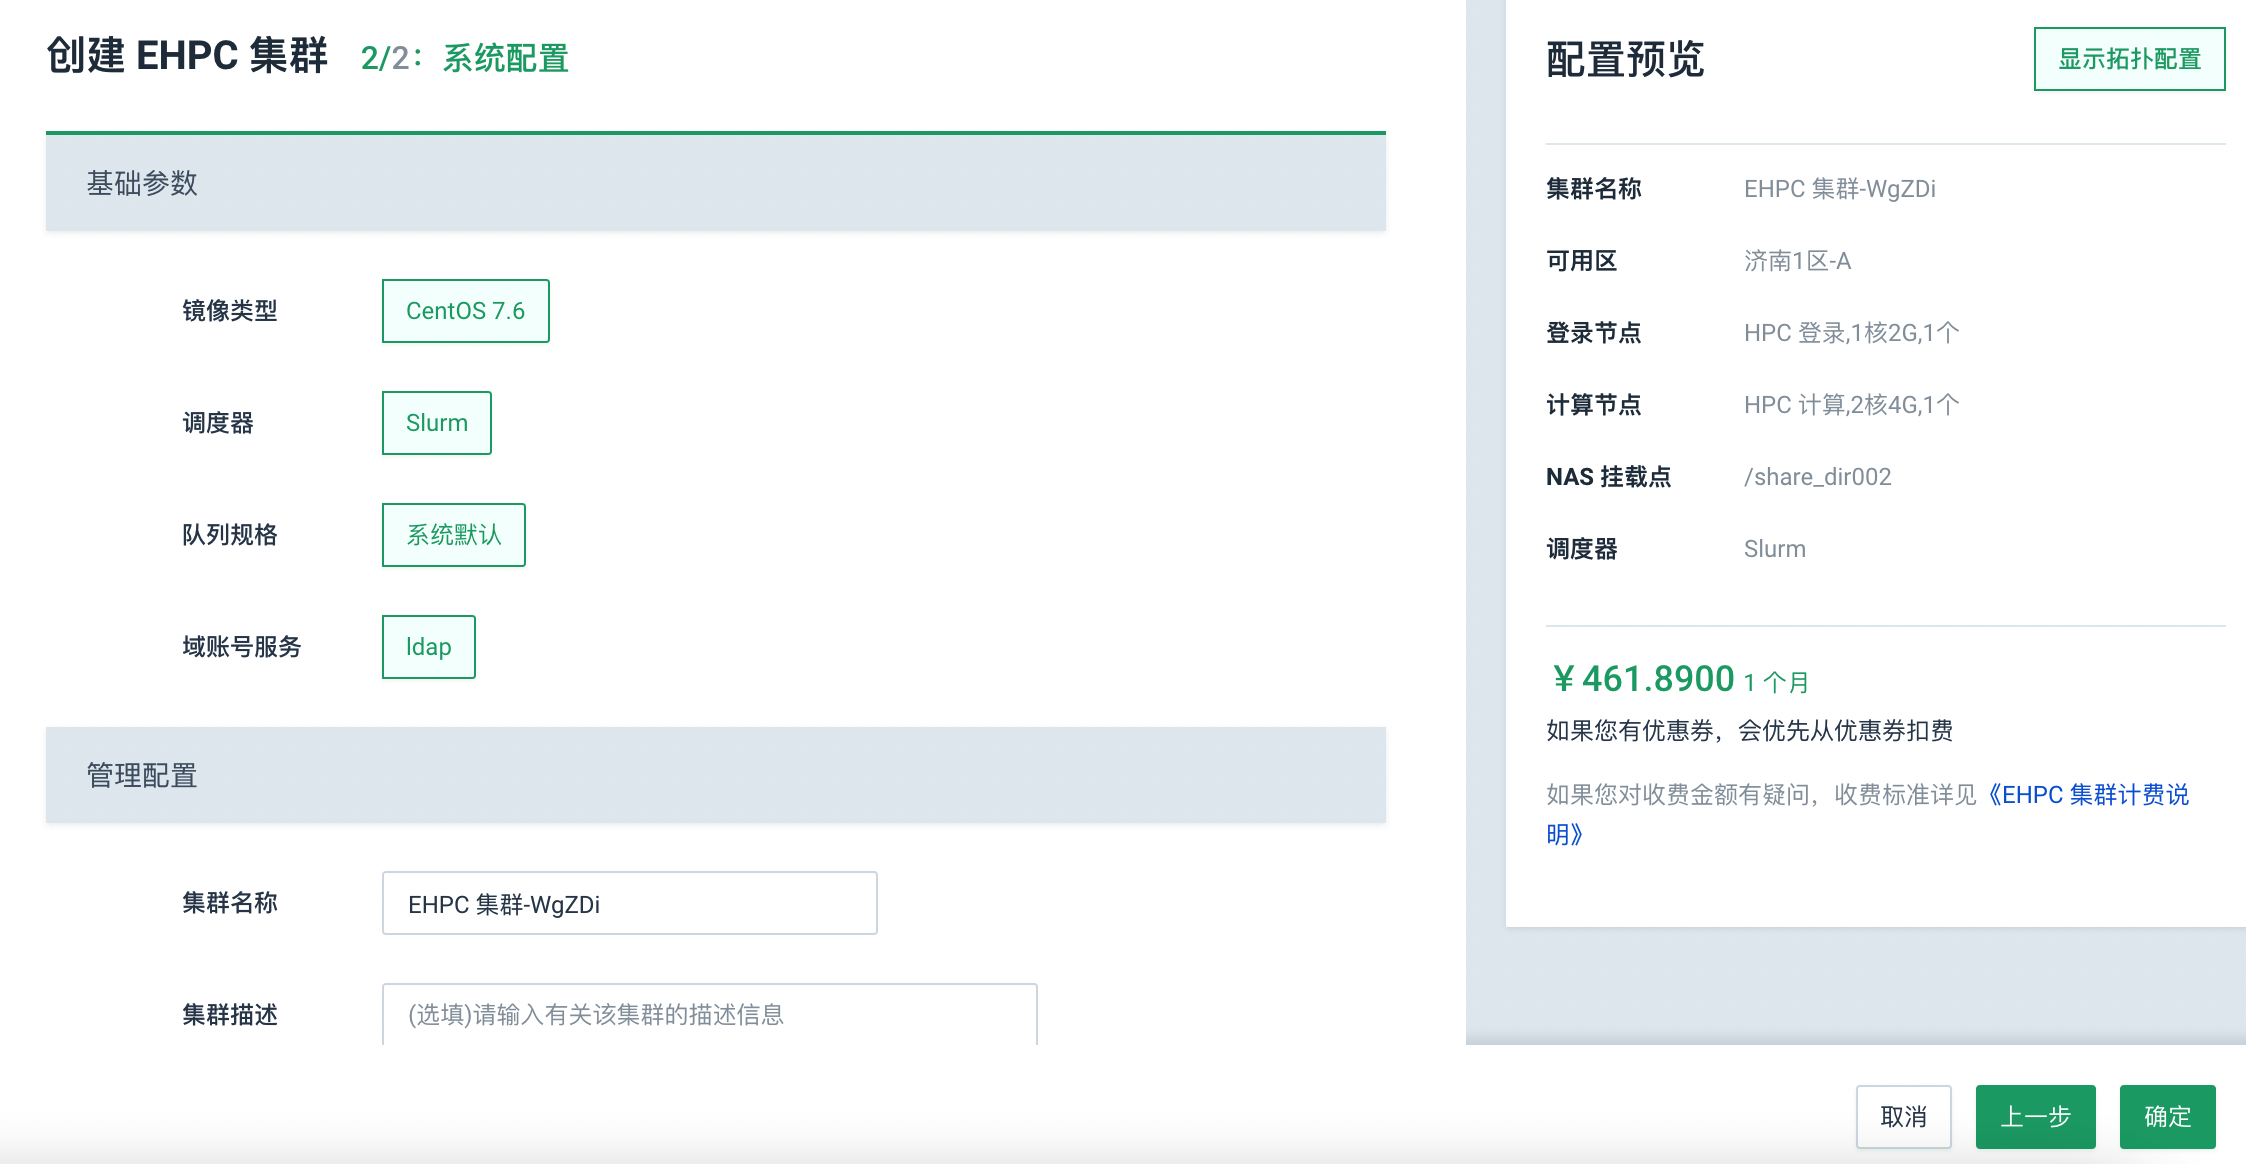 创建 EHPC 集群 2/2：系统配置
基础参数
镜像类型 CentOS 7.6
调度器 Slurm
队列规格 系统默认
域账号服务 ldap
管理配置
集群名称 EHPC 集群-WgZDi
集群描述 (选填)请输入有关该集群的描述信息
配置预览 显示拓扑配置
集群名称 EHPC 集群-WgZDi
可用区 济南1区-A
登录节点 HPC 登录,1核2G,1个
计算节点 HPC 计算,2核4G,1个
NAS 挂载点 /share_dir002
调度器 Slurm
¥ 461.8900 1 个月
如果您有优惠券，会优先从优惠券扣费
如果您对收费金额有疑问，收费标准详见《EHPC 集群计费说
明》
取消 上一步 确定